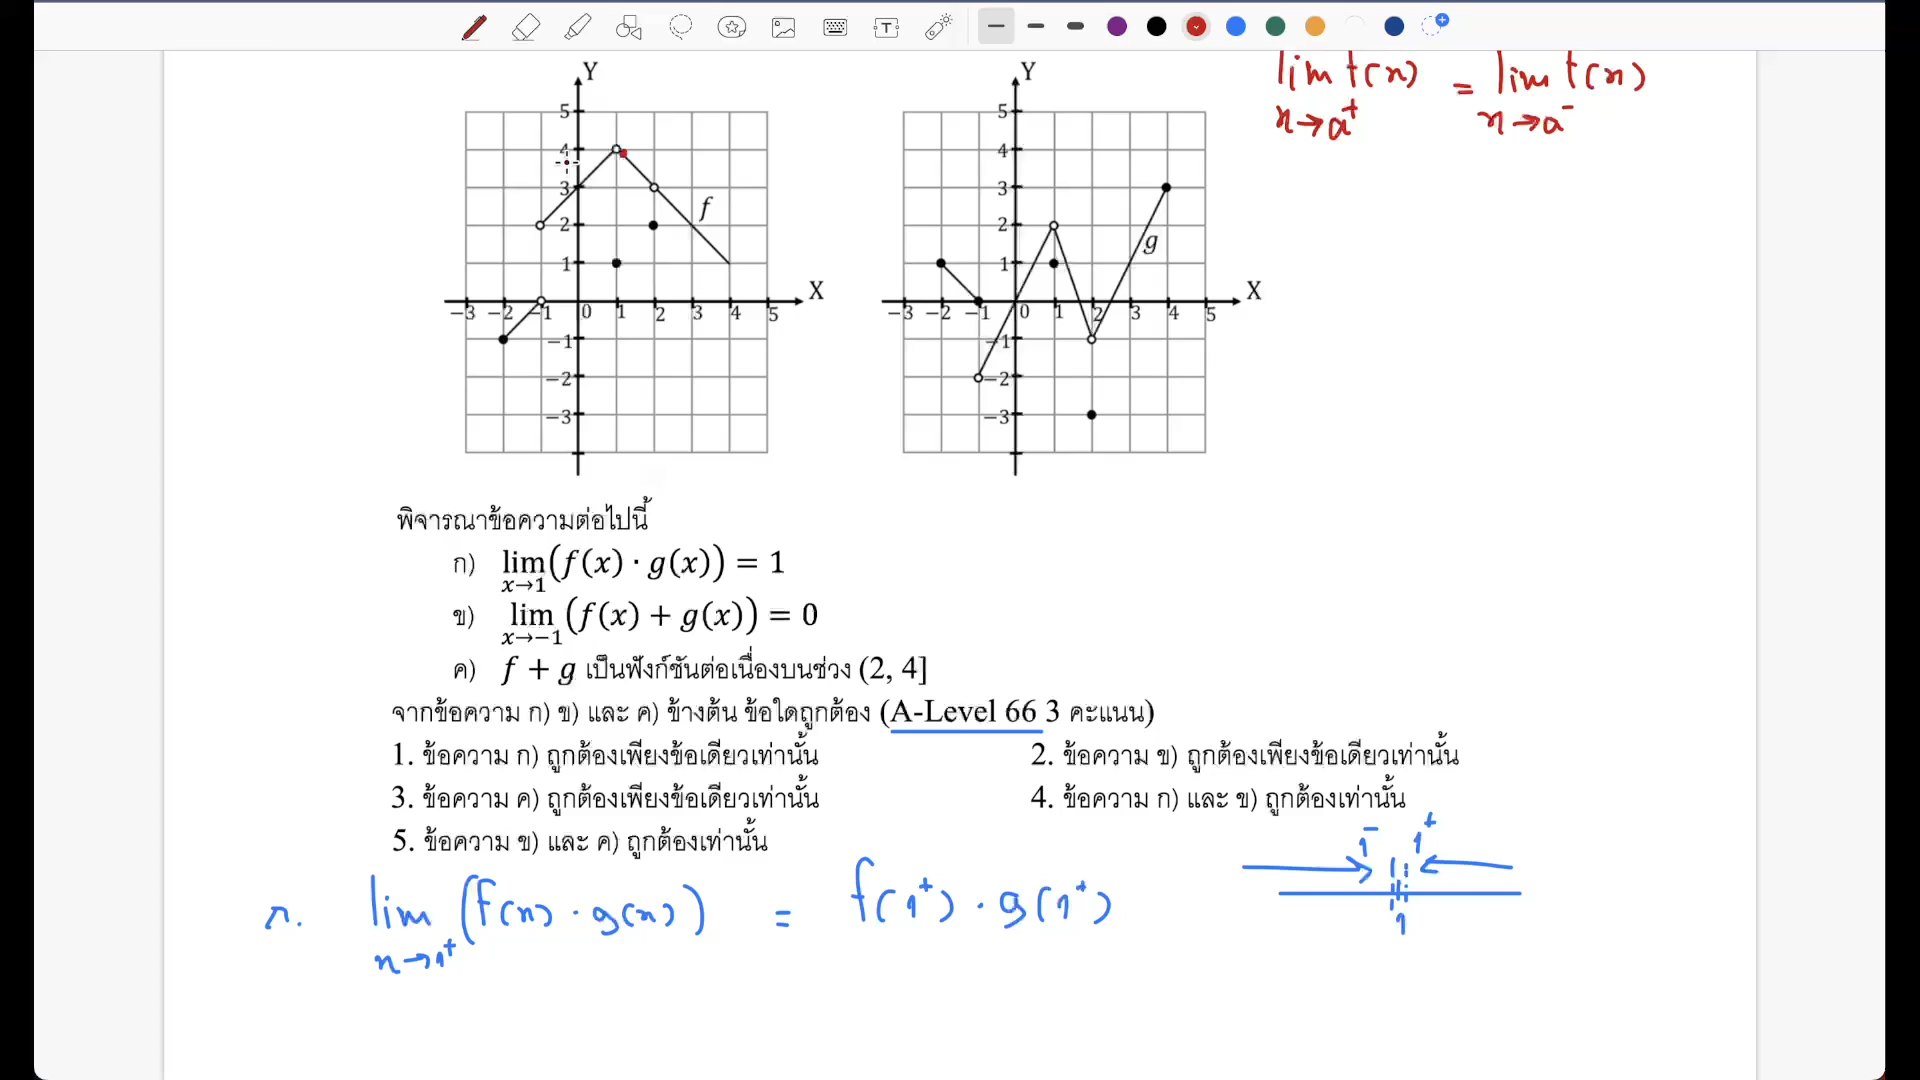 lim f(x) = lim f(x)
x→a⁺ x→a⁻
Y
5
4
3
2
1
f
X
−3 −2 −1 0 1 2 3 4 5
−1
−2
−3
Y
5
4
3
2
1
g
X
−3 −2 −1 0 1 2 3 4 5
−1
−2
−3
พิจารณาข้อความต่อไปนี้
ก) lim(f(x) · g(x)) = 1
x→1
ข) lim (f(x) + g(x)) = 0
x→−1
ค) f + g เป็นฟังก์ชันต่อเนื่องบนช่วง (2, 4]
จากข้อความ ก) ข) และ ค) ข้างต้น ข้อใดถูกต้อง (A-Level 66 3 คะแนน)
1. ข้อความ ก) ถูกต้องเพียงข้อเดียวเท่านั้น
2. ข้อความ ข) ถูกต้องเพียงข้อเดียวเท่านั้น
3. ข้อความ ค) ถูกต้องเพียงข้อเดียวเท่านั้น
4. ข้อความ ก) และ ข) ถูกต้องเท่านั้น
5. ข้อความ ข) และ ค) ถูกต้องเท่านั้น
1⁻ 1⁺
1
ก. lim (f(x) · g(x)) = f(1⁺) · g(1⁺)
x→1⁺